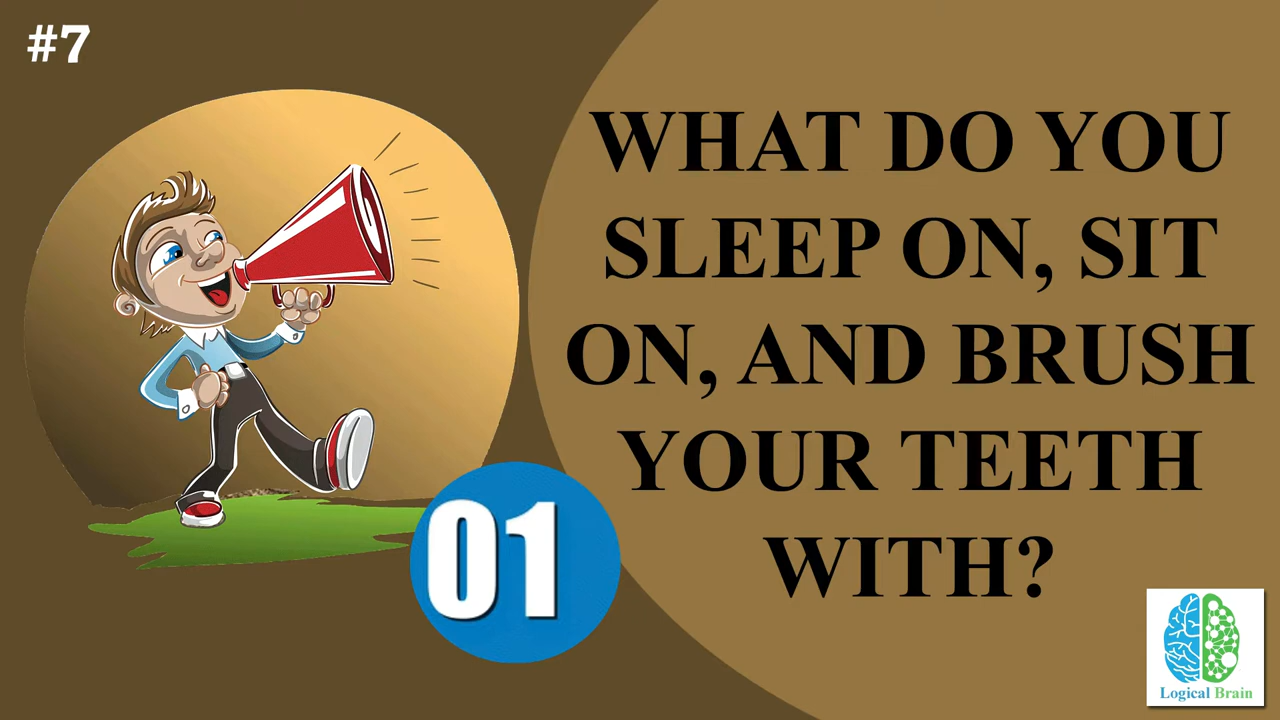 #7
WHAT DO YOU
SLEEP ON, SIT
ON, AND BRUSH
YOUR TEETH
WITH?
01
Logical Brain